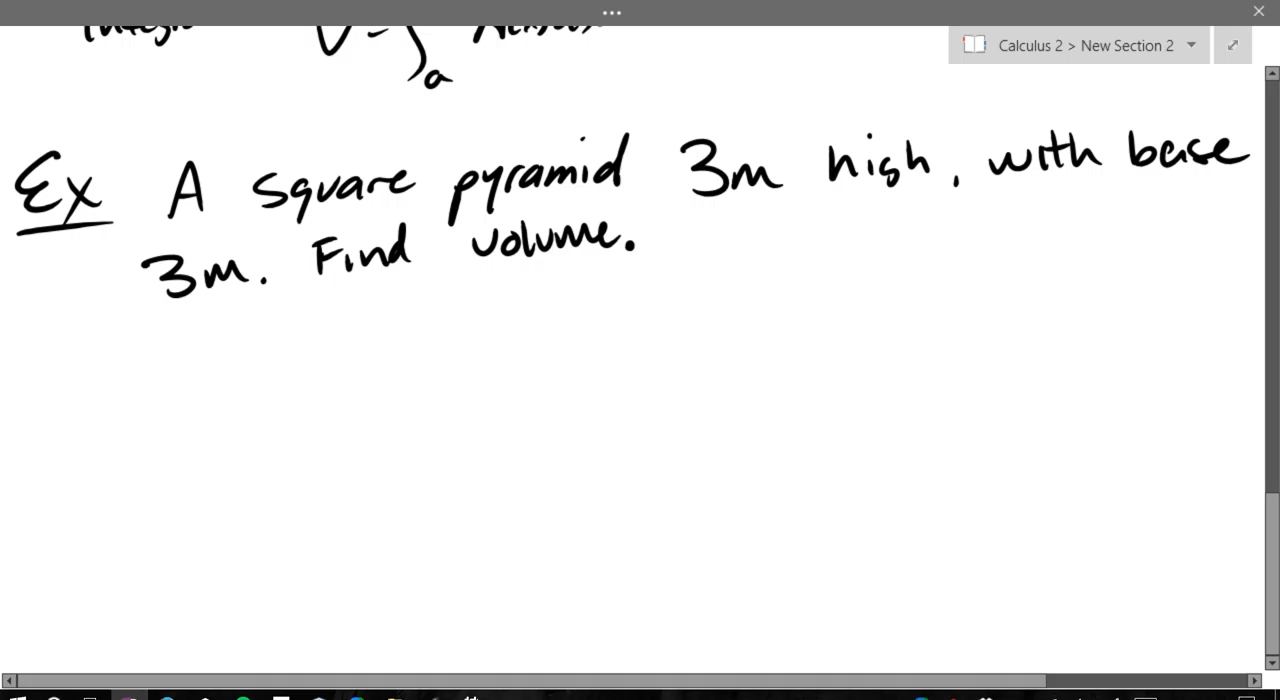 Calculus 2 > New Section 2
a
Ex A square pyramid 3m high, with base
3m. Find volume.